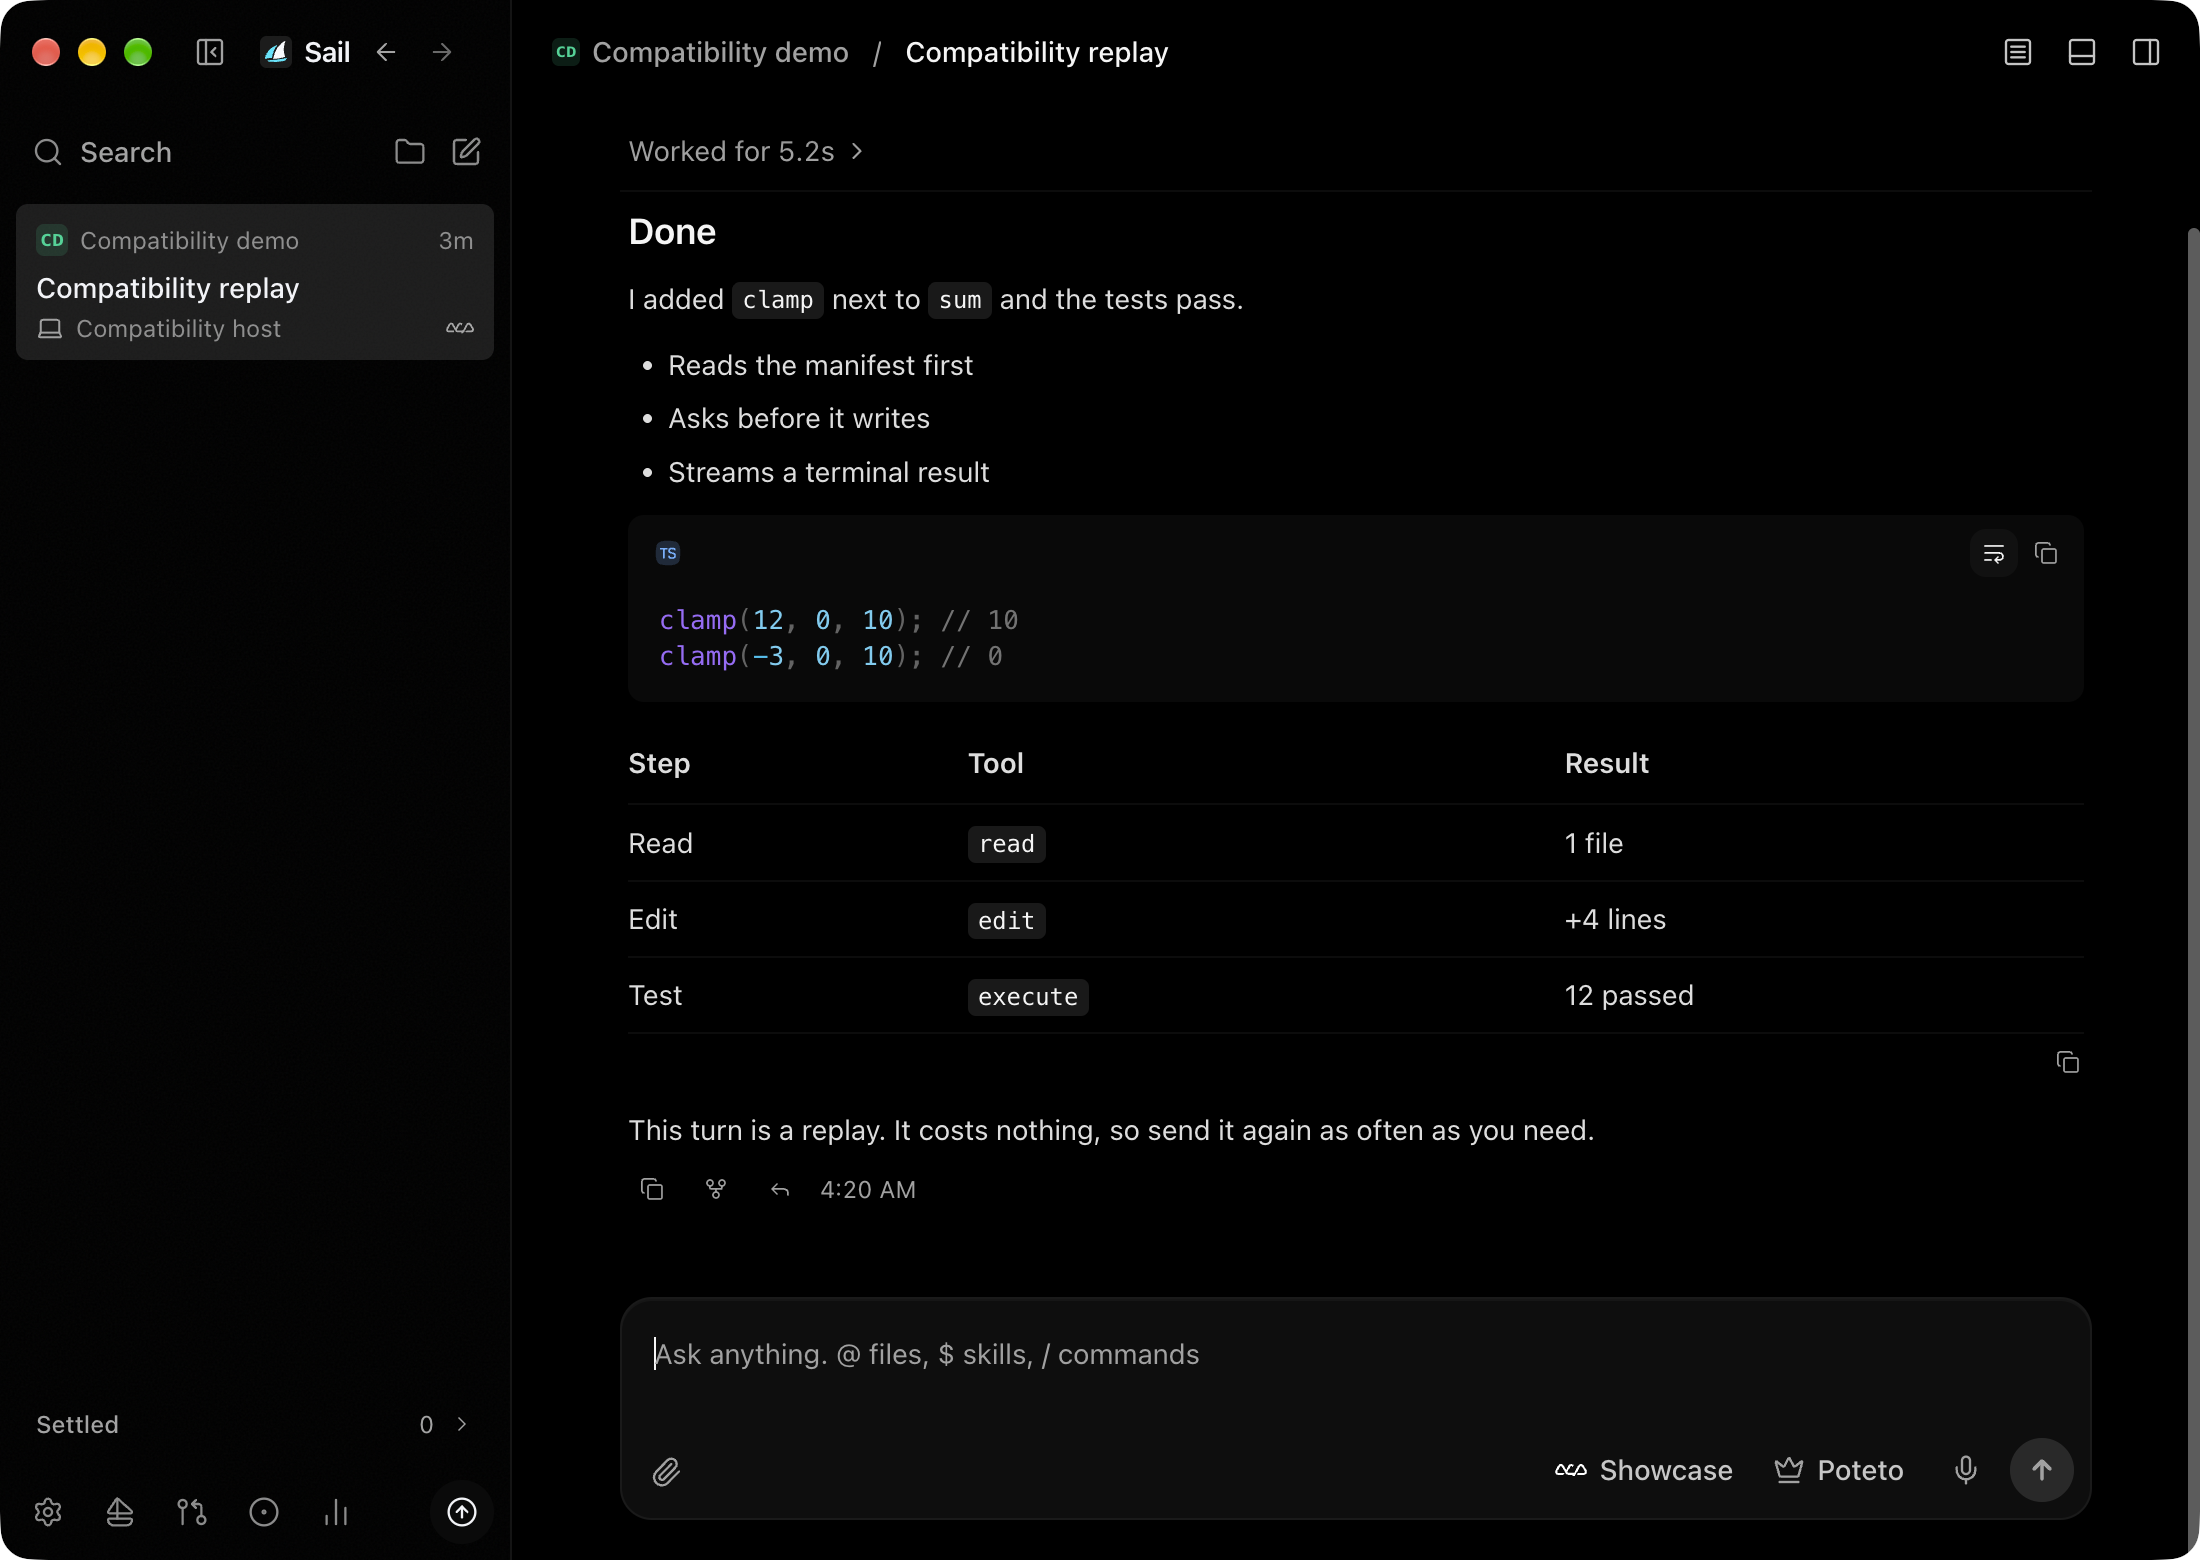 Sail
CD Compatibility demo / Compatibility replay
Search
CD Compatibility demo 3m
Compatibility replay
Compatibility host
Settled 0
Worked for 5.2s
Done
I added clamp next to sum and the tests pass.
• Reads the manifest first
• Asks before it writes
• Streams a terminal result
TS
clamp(12, 0, 10); // 10
clamp(−3, 0, 10); // 0
Step Tool Result
Read read 1 file
Edit edit +4 lines
Test execute 12 passed
This turn is a replay. It costs nothing, so send it again as often as you need.
4:20 AM
Ask anything. @ files, $ skills, / commands
Showcase Poteto